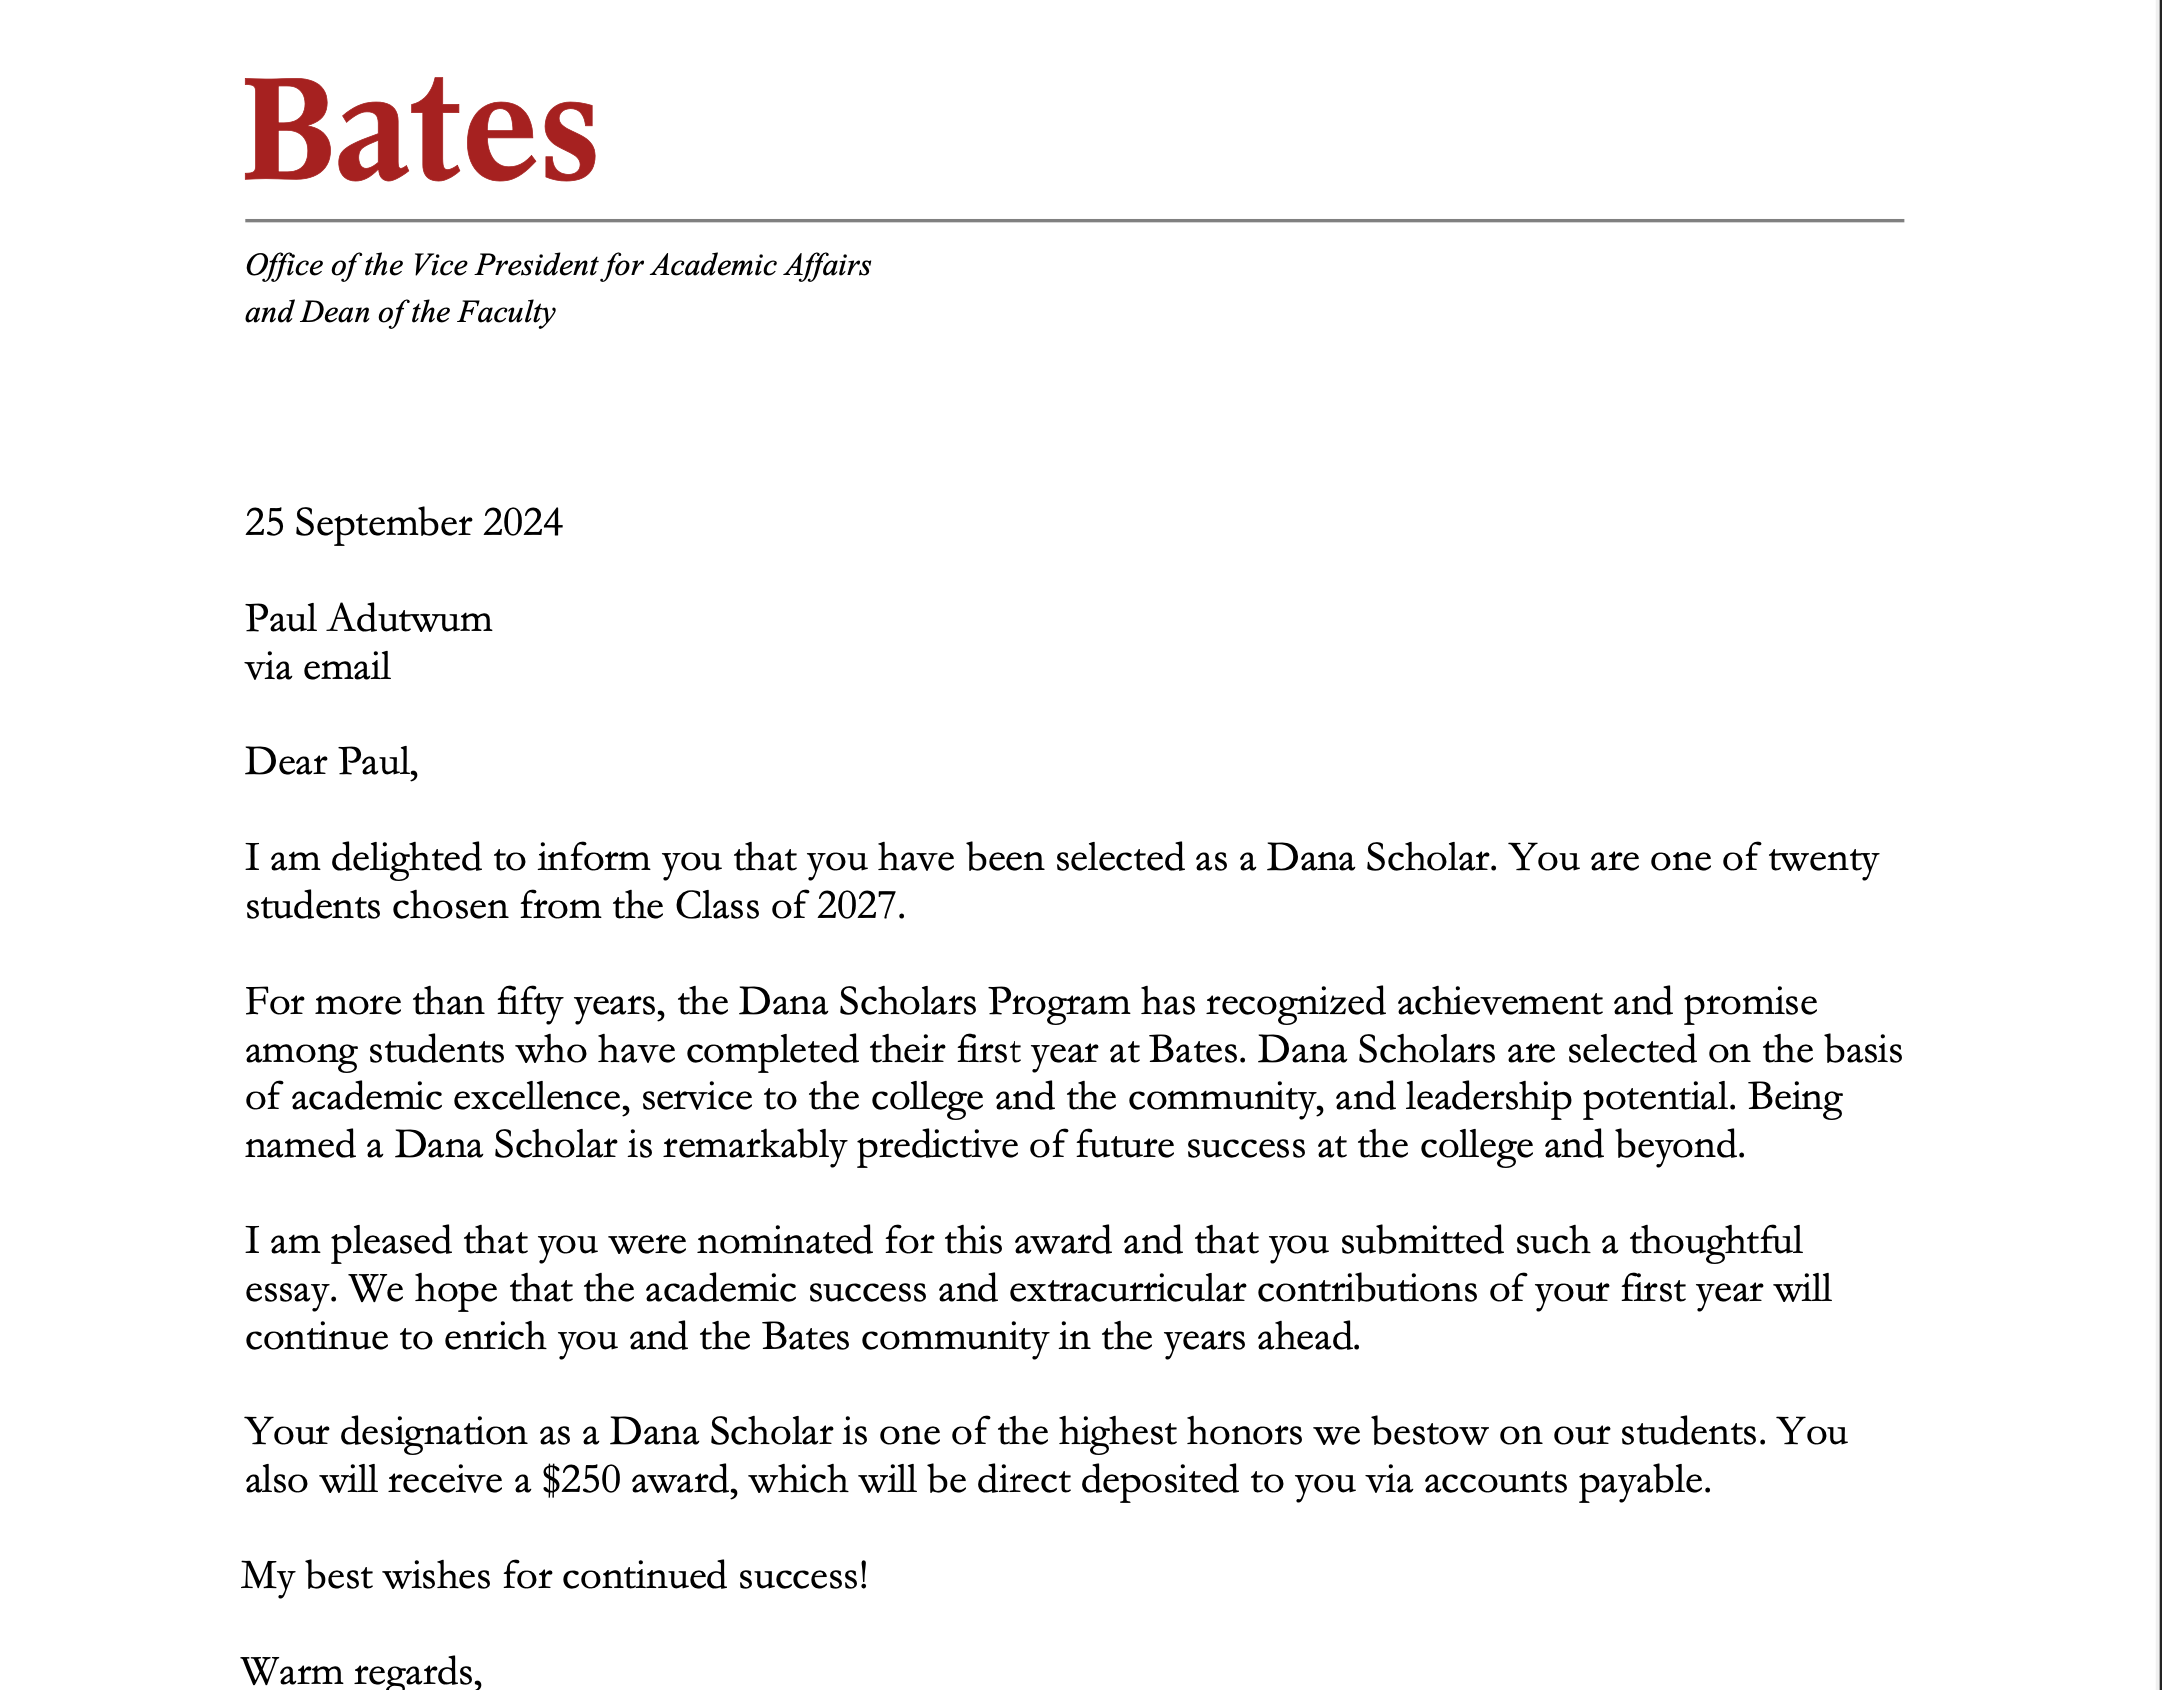 Bates
Office of the Vice President for Academic Affairs
and Dean of the Faculty
25 September 2024
Paul Adutwum
via email
Dear Paul,
I am delighted to inform you that you have been selected as a Dana Scholar. You are one of twenty
students chosen from the Class of 2027.
For more than fifty years, the Dana Scholars Program has recognized achievement and promise
among students who have completed their first year at Bates. Dana Scholars are selected on the basis
of academic excellence, service to the college and the community, and leadership potential. Being
named a Dana Scholar is remarkably predictive of future success at the college and beyond.
I am pleased that you were nominated for this award and that you submitted such a thoughtful
essay. We hope that the academic success and extracurricular contributions of your first year will
continue to enrich you and the Bates community in the years ahead.
Your designation as a Dana Scholar is one of the highest honors we bestow on our students. You
also will receive a $250 award, which will be direct deposited to you via accounts payable.
My best wishes for continued success!
Warm regards,